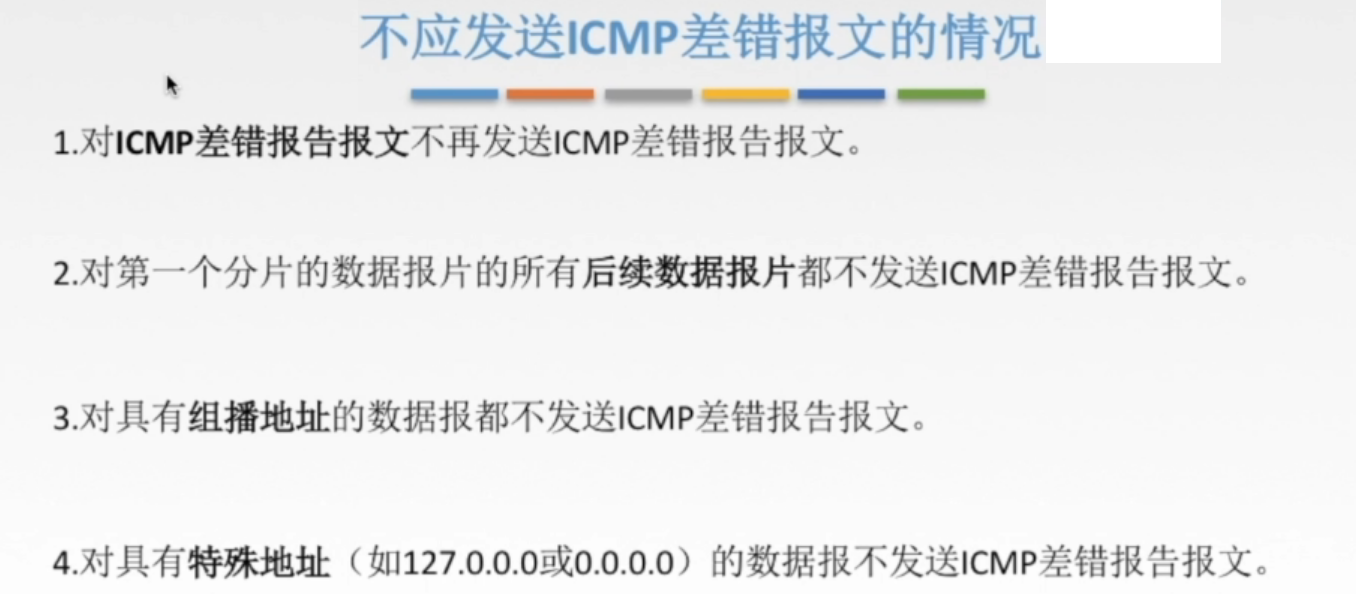 不应发送ICMP差错报文的情况
1.对ICMP差错报告报文不再发送ICMP差错报告报文。
2.对第一个分片的数据报片的所有后续数据报片都不发送ICMP差错报告报文。
3.对具有组播地址的数据报都不发送ICMP差错报告报文。
4.对具有特殊地址（如127.0.0.0或0.0.0.0）的数据报不发送ICMP差错报告报文。